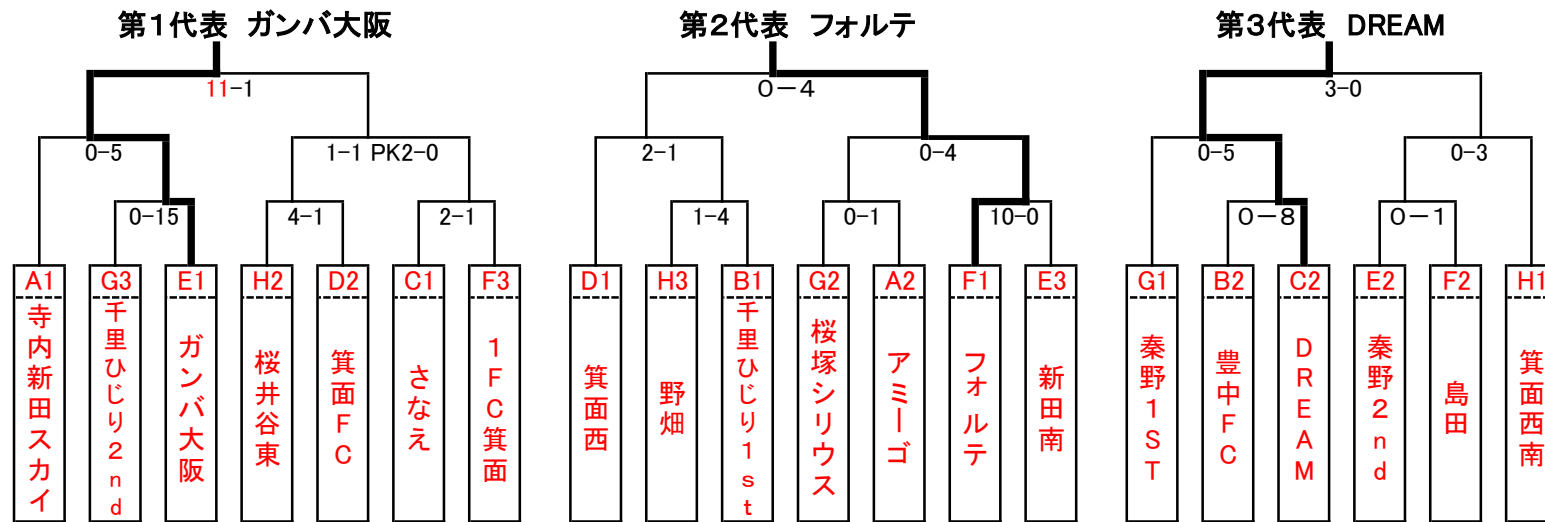 第1代表 ガンバ大阪
第2代表 フォルテ
第3代表 DREAM
11-1
0-4
3-0
0-5
1-1 PK2-0
2-1
0-4
0-5
0-3
0-15
4-1
2-1
1-4
0-1
10-0
0-8
0-1
A1
G3
E1
H2
D2
C1
F3
D1
H3
B1
G2
A2
F1
E3
G1
B2
C2
E2
F2
H1
寺内新田スカイ
千里ひじり2nd
ガンバ大阪
桜井谷東
箕面FC
さなえ
1FC箕面
箕面西
野畑
千里ひじり1st
桜塚シリウス
アミーゴ
フォルテ
新田南
秦野1ST
豊中FC
DREAM
秦野2nd
島田
箕面西南